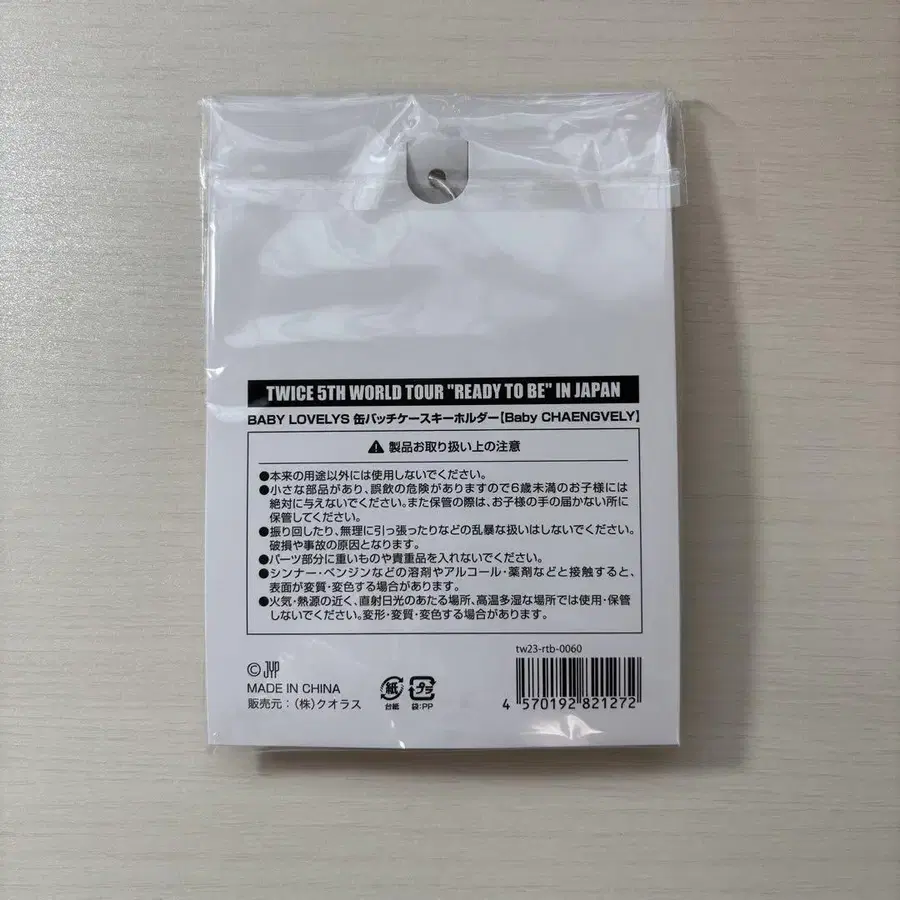 TWICE 5TH WORLD TOUR "READY TO BE" IN JAPAN
BABY LOVELYS 缶バッチケースキーホルダー[Baby CHAENGVELY]
製品お取り扱い上の注意
●本来の用途以外には使用しないでください。
●小さな部品があり、誤飲の危険がありますので6歳未満のお子様には
絶対に与えないでください。また保管の際は、お子様の手の届かない所に
保管してください。
●振り回したり、無理に引っ張ったりなどの乱暴な扱いはしないでください。
破損や事故の原因となります。
●パーツ部分に重いものや貴重品を入れないでください。
●シンナー・ベンジンなどの溶剤やアルコール・薬剤などと接触すると、
表面が変質・変色する場合があります。
●火気・熱源の近く、直射日光のあたる場所、高温多湿な場所では使用・保管
しないでください。変形・変質・変色する場合があります。
tw23-rtb-0060
© JYP
MADE IN CHINA
販売元:(株)クオラス
紙
台紙
プラ
袋:PP
4 570192 821272